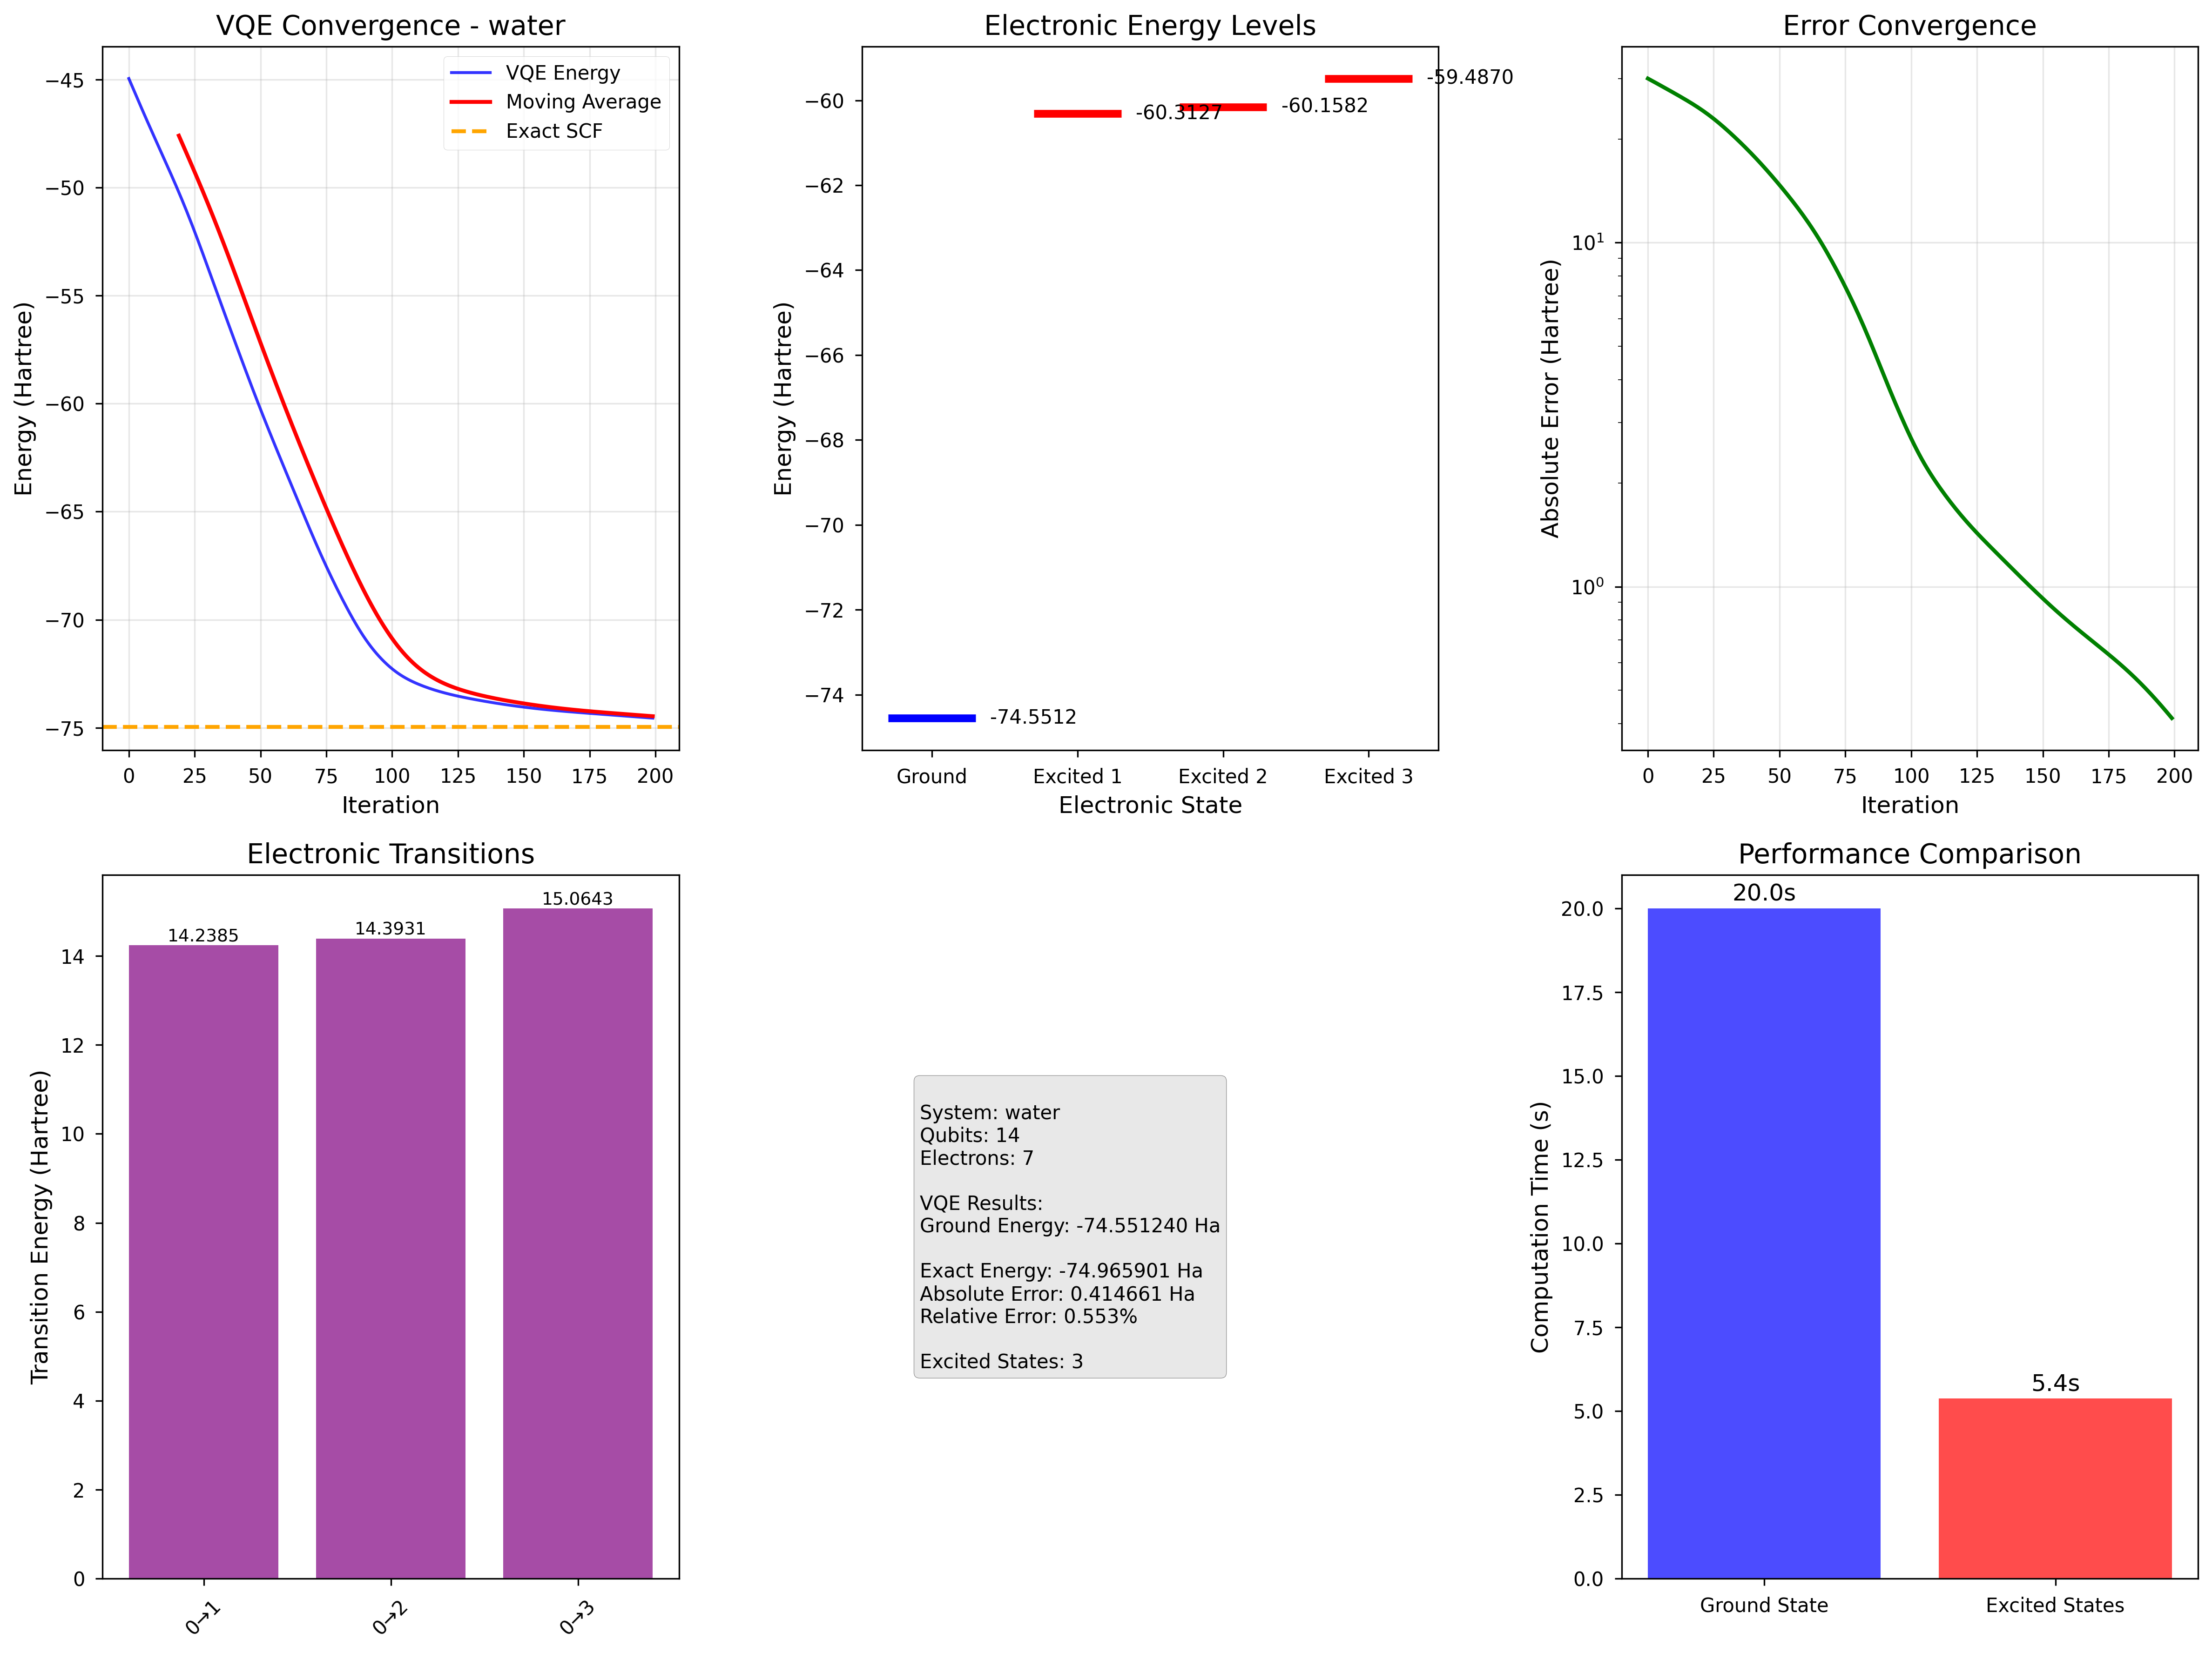 VQE Convergence - water
Energy (Hartree)
−45
−50
−55
−60
−65
−70
−75
VQE Energy
Moving Average
Exact SCF
0 25 50 75 100 125 150 175 200
Iteration
Electronic Energy Levels
Energy (Hartree)
−60
−62
−64
−66
−68
−70
−72
−74
-74.5512
-60.3127
-60.1582
-59.4870
Ground Excited 1 Excited 2 Excited 3
Electronic State
Error Convergence
Absolute Error (Hartree)
10¹
10⁰
0 25 50 75 100 125 150 175 200
Iteration
Electronic Transitions
Transition Energy (Hartree)
14
12
10
8
6
4
2
0
14.2385
14.3931
15.0643
0→1 0→2 0→3
System: water
Qubits: 14
Electrons: 7
VQE Results:
Ground Energy: -74.551240 Ha
Exact Energy: -74.965901 Ha
Absolute Error: 0.414661 Ha
Relative Error: 0.553%
Excited States: 3
Performance Comparison
Computation Time (s)
20.0
17.5
15.0
12.5
10.0
7.5
5.0
2.5
0.0
20.0s
5.4s
Ground State Excited States